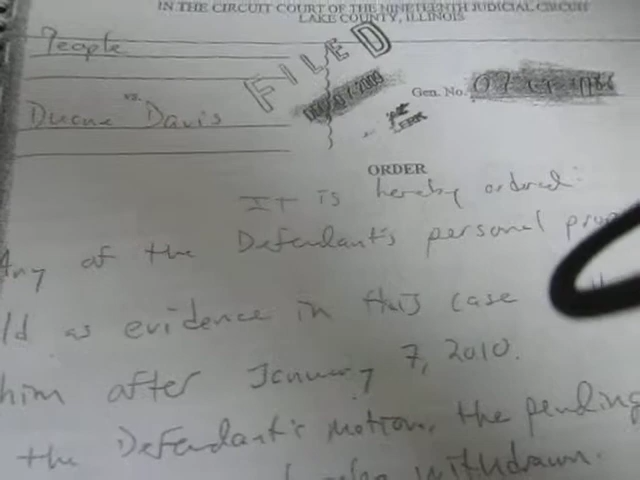 IN THE CIRCUIT COURT OF THE NINETEENTH JUDICIAL CIRCUIT
LAKE COUNTY, ILLINOIS
People
FILED
vs.
Gen. No. 07
Duane Davis
ORDER
It is hereby ordered:
Any of the Defendant's personal
as evidence in this case
him after January 7, 2010.
the Defendant's motion, the pending
withdrawn.